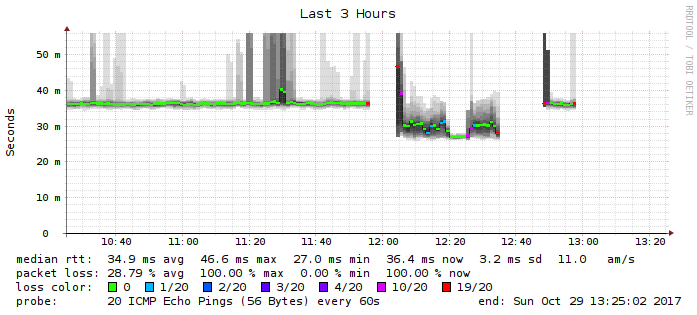 Last 3 Hours
RRDTOOL / TOBI OETIKER
Seconds
50 m
40 m
30 m
20 m
10 m
0
10:40 11:00 11:20 11:40 12:00 12:20 12:40 13:00 13:20
median rtt: 34.9 ms avg 46.6 ms max 27.0 ms min 36.4 ms now 3.2 ms sd 11.0 am/s
packet loss: 28.79 % avg 100.00 % max 0.00 % min 100.00 % now
loss color: 0 1/20 2/20 3/20 4/20 10/20 19/20
probe: 20 ICMP Echo Pings (56 Bytes) every 60s end: Sun Oct 29 13:25:02 2017